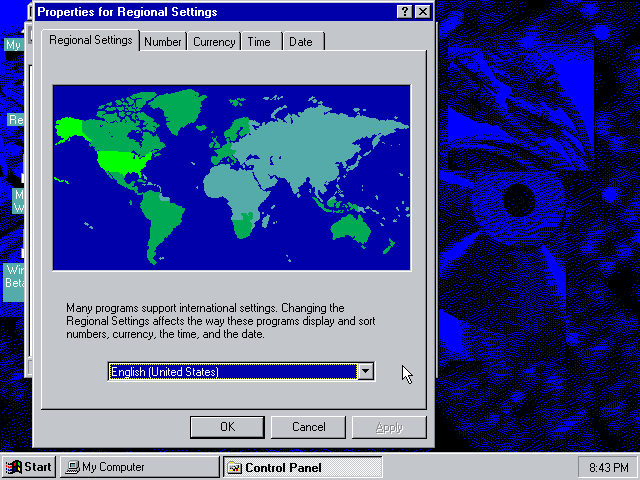 Properties for Regional Settings
Regional Settings
Number
Currency
Time
Date
My
Re
M
W
Win
Beta
Many programs support international settings. Changing the
Regional Settings affects the way these programs display and sort
numbers, currency, the time, and the date.
English (United States)
OK
Cancel
Apply
Start
My Computer
Control Panel
8:43 PM